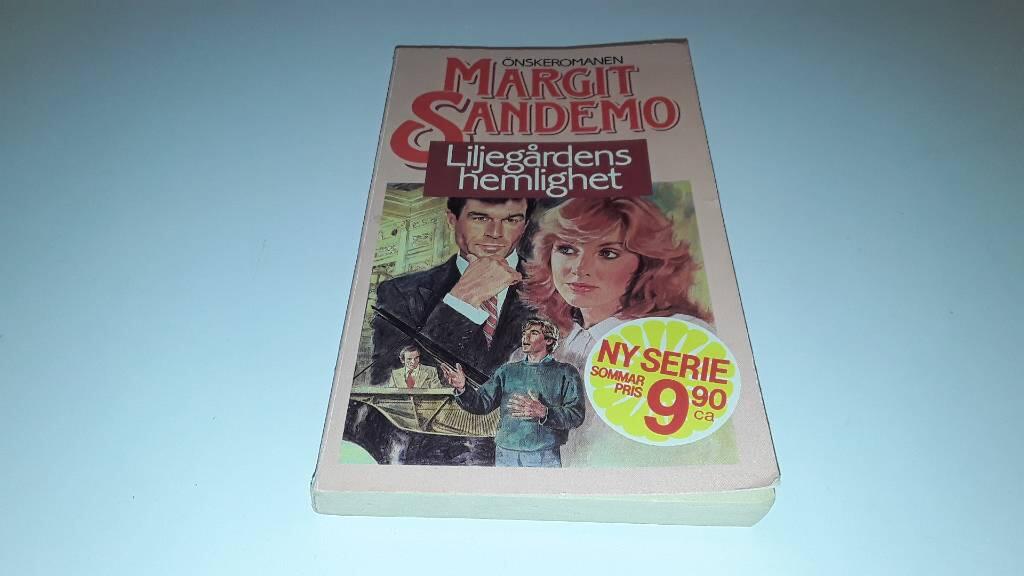 ÖNSKEROMANEN
MARGIT
SANDEMO
Liljegårdens
hemlighet
NY SERIE
SOMMAR
PRIS
9 90
ca